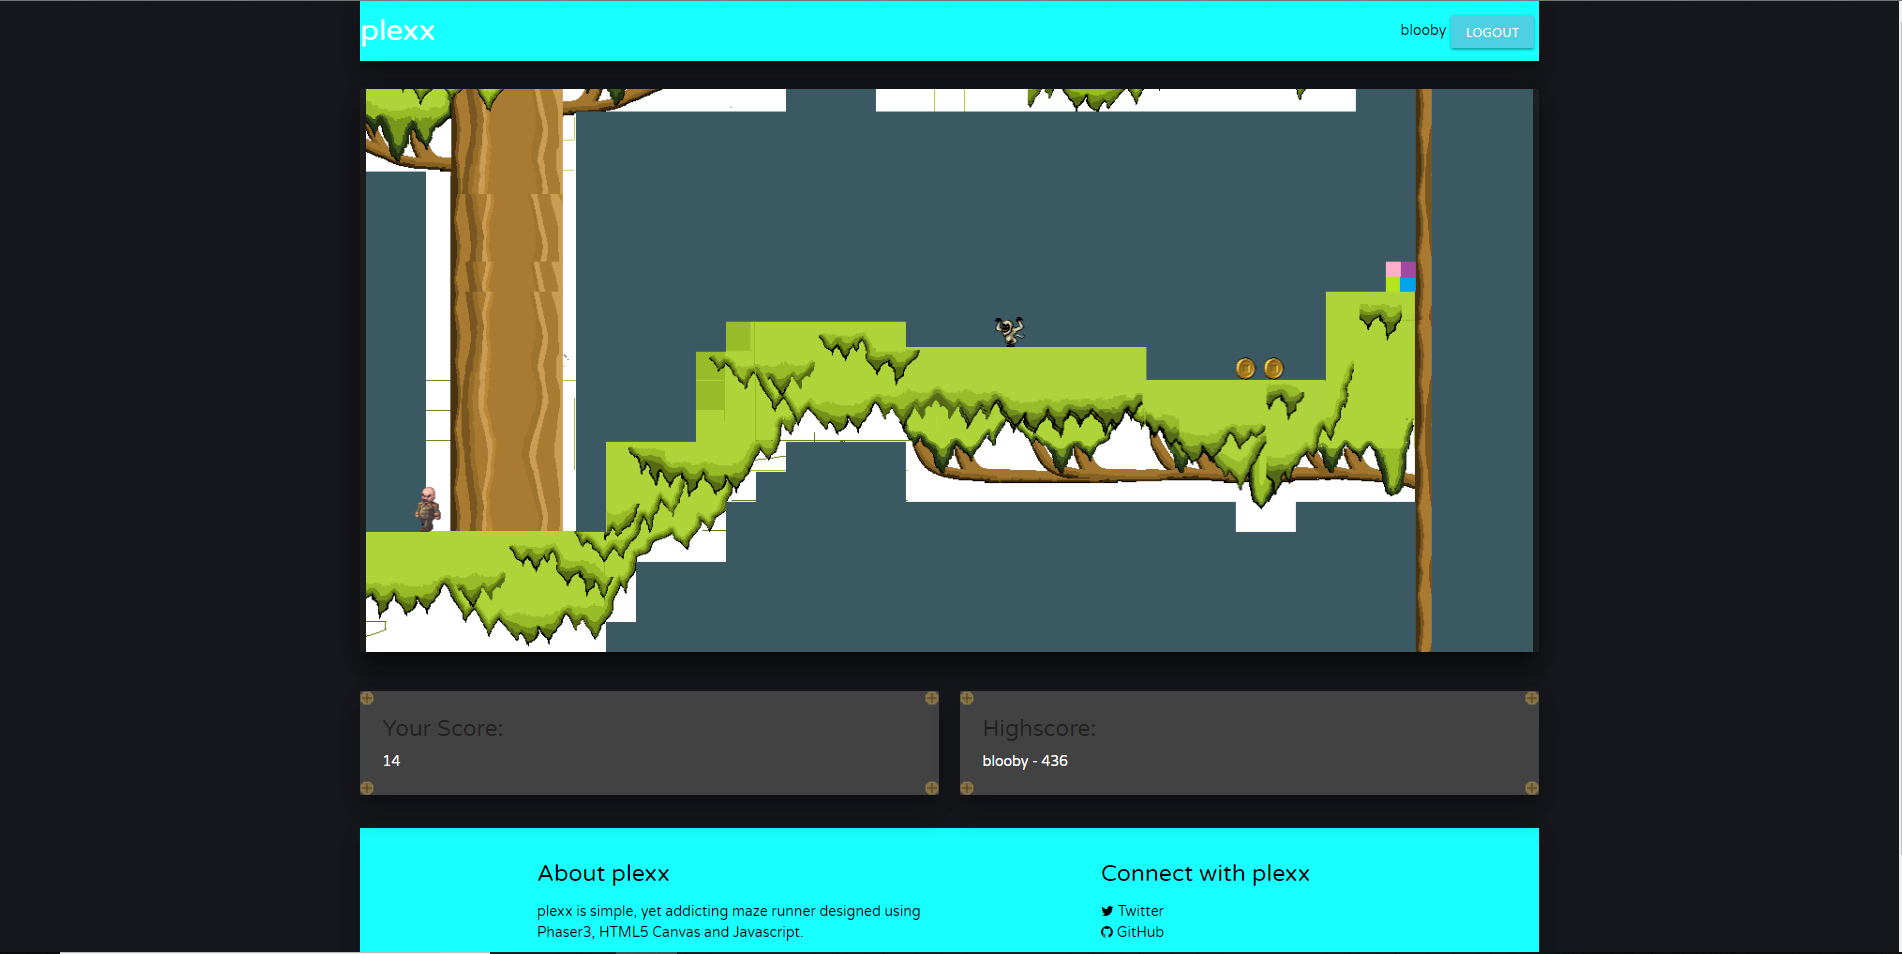 plexx
blooby LOGOUT
Your Score:
14
Highscore:
blooby - 436
About plexx
plexx is simple, yet addicting maze runner designed using
Phaser3, HTML5 Canvas and Javascript.
Connect with plexx
Twitter
GitHub